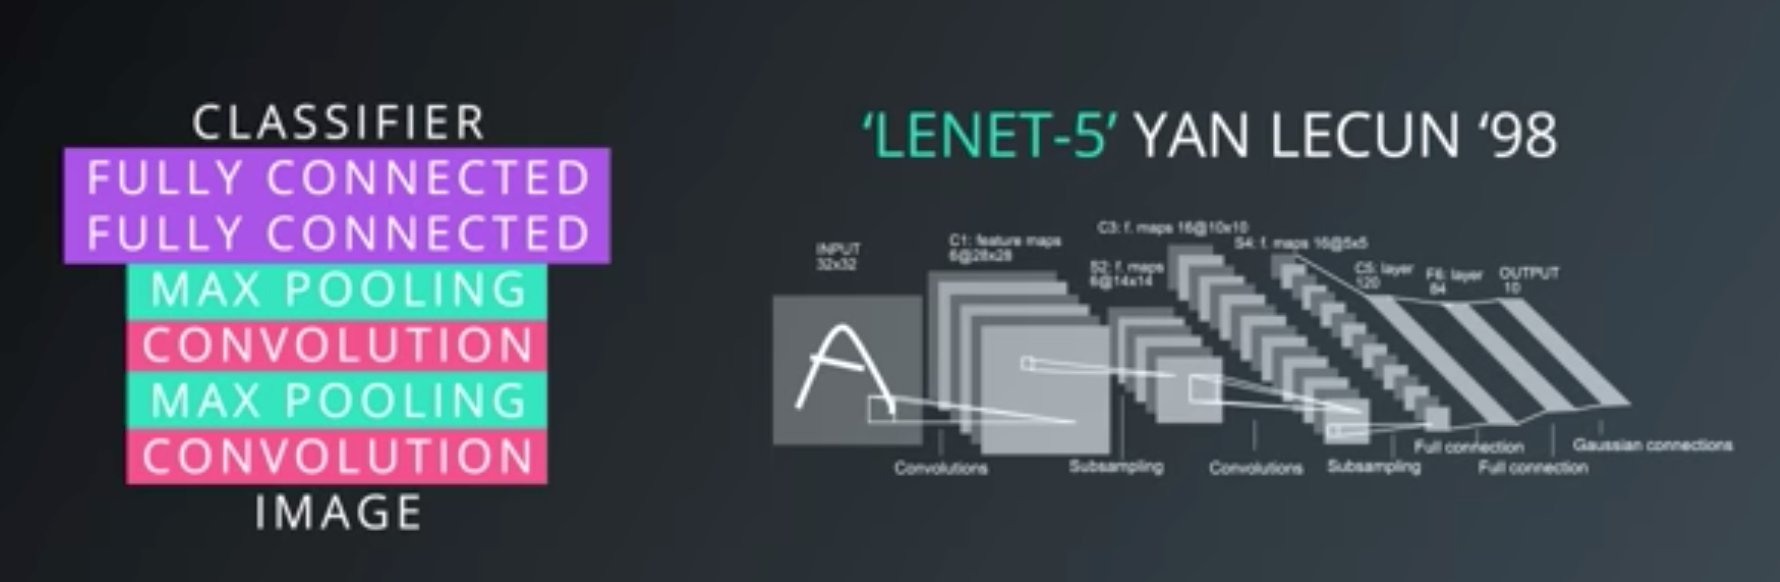 CLASSIFIER
FULLY CONNECTED
FULLY CONNECTED
MAX POOLING
CONVOLUTION
MAX POOLING
CONVOLUTION
IMAGE
‘LENET-5’ YAN LECUN ‘98
INPUT
32x32
C1: feature maps
6@28x28
S2: f. maps
6@14x14
C3: f. maps 16@10x10
S4: f. maps 16@5x5
C5: layer
120
F6: layer
84
OUTPUT
10
A
Convolutions
Subsampling
Convolutions
Subsampling
Full connection
Full connection
Gaussian connections